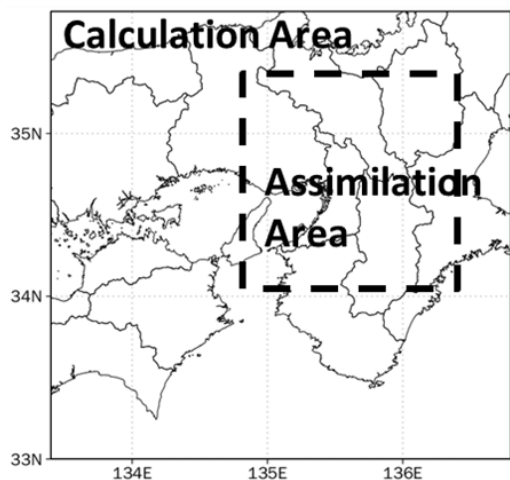 Calculation Area
35N
Assimilation
Area
34N
33N
134E
135E
136E